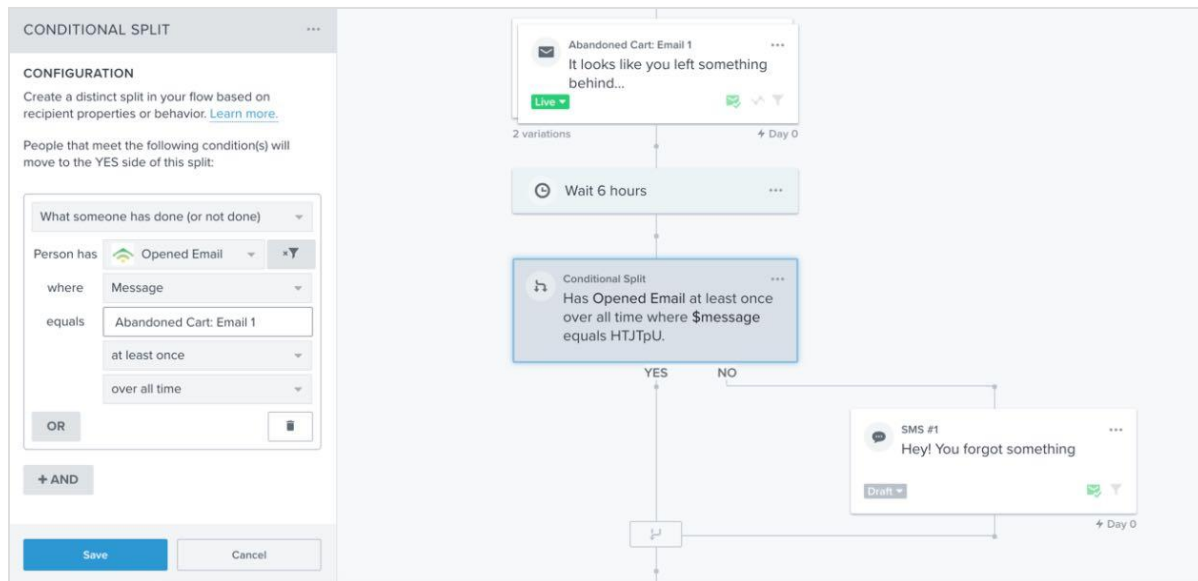 CONDITIONAL SPLIT
CONFIGURATION
Create a distinct split in your flow based on
recipient properties or behavior. Learn more.
People that meet the following condition(s) will
move to the YES side of this split:
What someone has done (or not done)
Person has Opened Email
where Message
equals Abandoned Cart: Email 1
at least once
over all time
OR
+ AND
Save Cancel
Abandoned Cart: Email 1
It looks like you left something
behind...
Live
2 variations Day 0
Wait 6 hours
Conditional Split
Has Opened Email at least once
over all time where $message
equals HTJTpU.
YES NO
SMS #1
Hey! You forgot something
Draft
Day 0